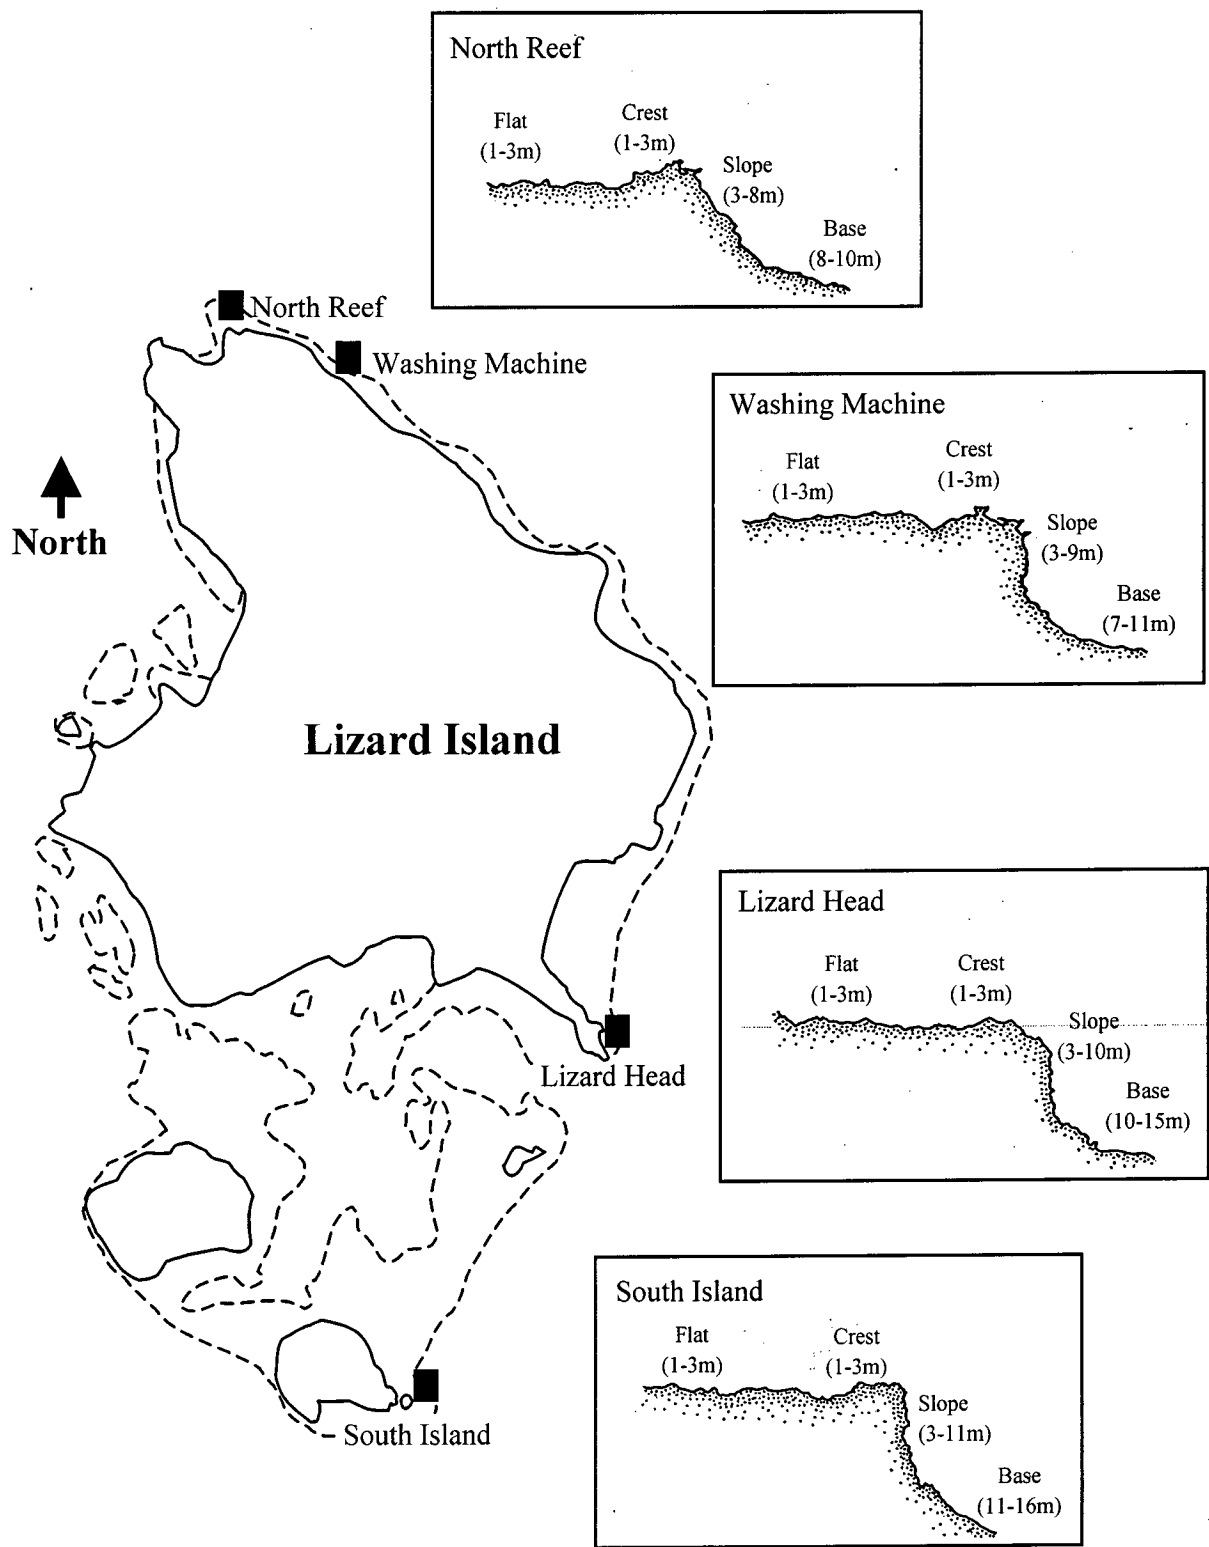 North Reef
Flat
(1-3m)
Crest
(1-3m)
Slope
(3-8m)
Base
(8-10m)
North Reef
Washing Machine
Washing Machine
Flat
(1-3m)
Crest
(1-3m)
Slope
(3-9m)
Base
(7-11m)
North
Lizard Island
Lizard Head
Flat
(1-3m)
Crest
(1-3m)
Slope
(3-10m)
Base
(10-15m)
Lizard Head
South Island
Flat
(1-3m)
Crest
(1-3m)
Slope
(3-11m)
Base
(11-16m)
South Island